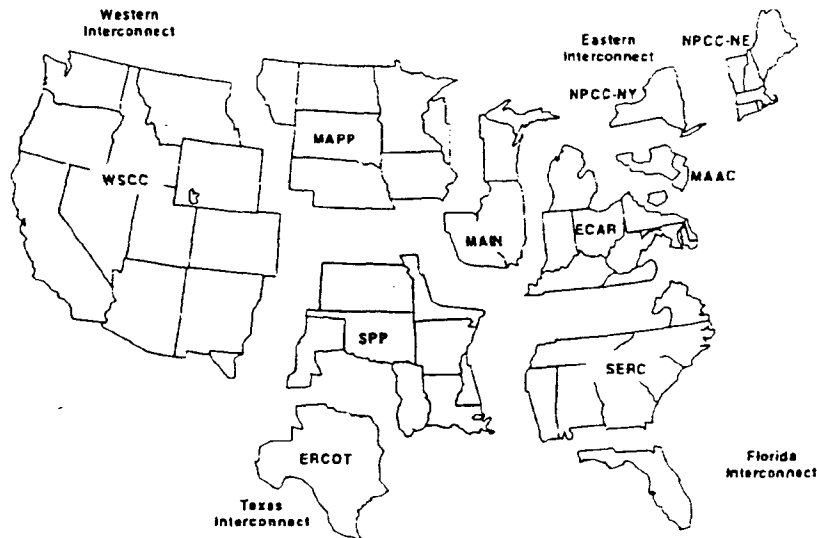 Western
Interconnect
Eastern
Interconnect
NPCC-NE
NPCC-NY
MAPP
WSCC
MAAC
ECAR
MAIN
SPP
SERC
ERCOT
Florida
Interconnect
Texas
Interconnect